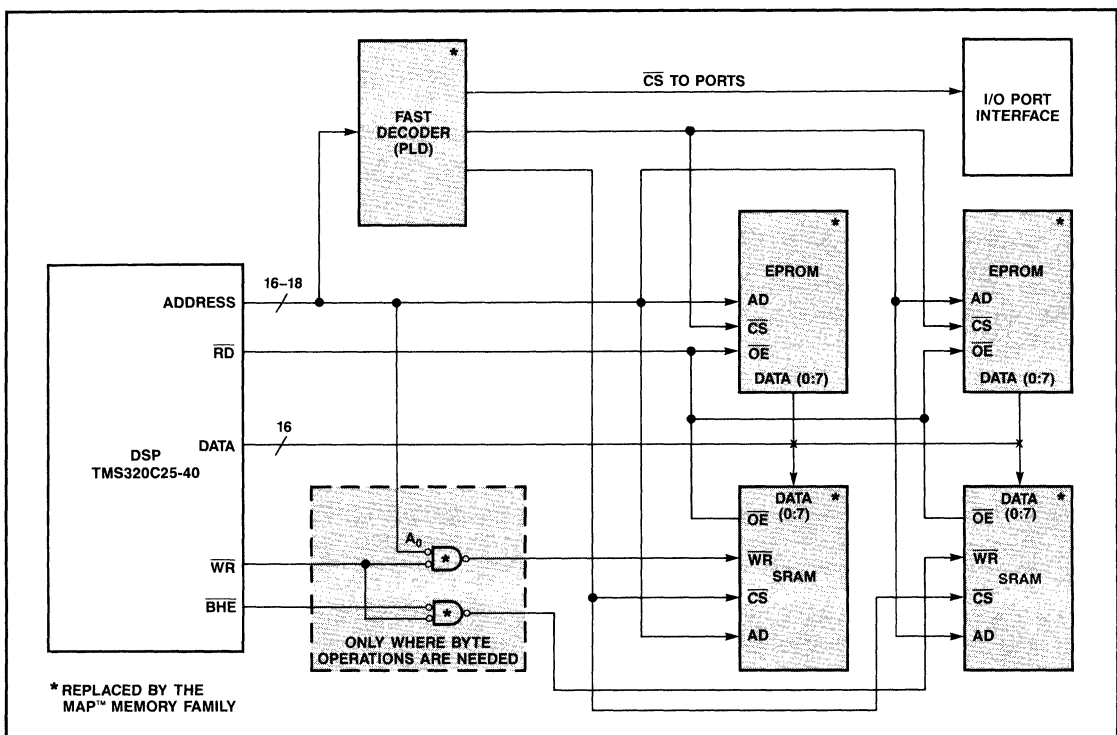 *
FAST
DECODER
(PLD)
CS TO PORTS
I/O PORT
INTERFACE
*
EPROM
AD
CS
OE
DATA (0:7)
*
EPROM
AD
CS
OE
DATA (0:7)
ADDRESS
16–18
RD
DATA
16
DSP
TMS320C25-40
WR
BHE
A0
*
*
ONLY WHERE BYTE
OPERATIONS ARE NEEDED
DATA *
(0:7)
OE
WR
SRAM
CS
AD
DATA *
(0:7)
OE
WR
SRAM
CS
AD
* REPLACED BY THE
MAP™ MEMORY FAMILY